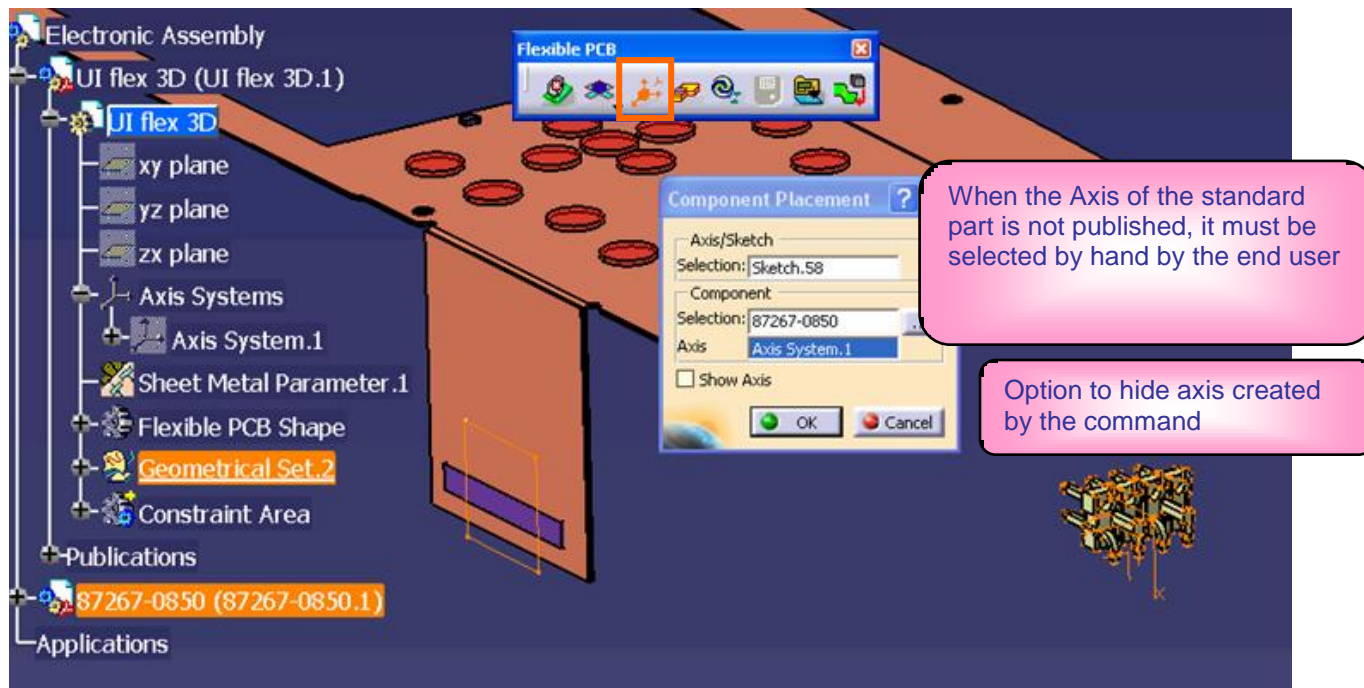 Electronic Assembly
UI flex 3D (UI flex 3D.1)
UI flex 3D
xy plane
yz plane
zx plane
Axis Systems
Axis System.1
Sheet Metal Parameter.1
Flexible PCB Shape
Geometrical Set.2
Constraint Area
Publications
87267-0850 (87267-0850.1)
Applications
Flexible PCB
Component Placement ?
Axis/Sketch
Selection: Sketch.58
Component
Selection: 87267-0850
Axis Axis System.1
Show Axis
OK Cancel
When the Axis of the standard
part is not published, it must be
selected by hand by the end user
Option to hide axis created
by the command
x